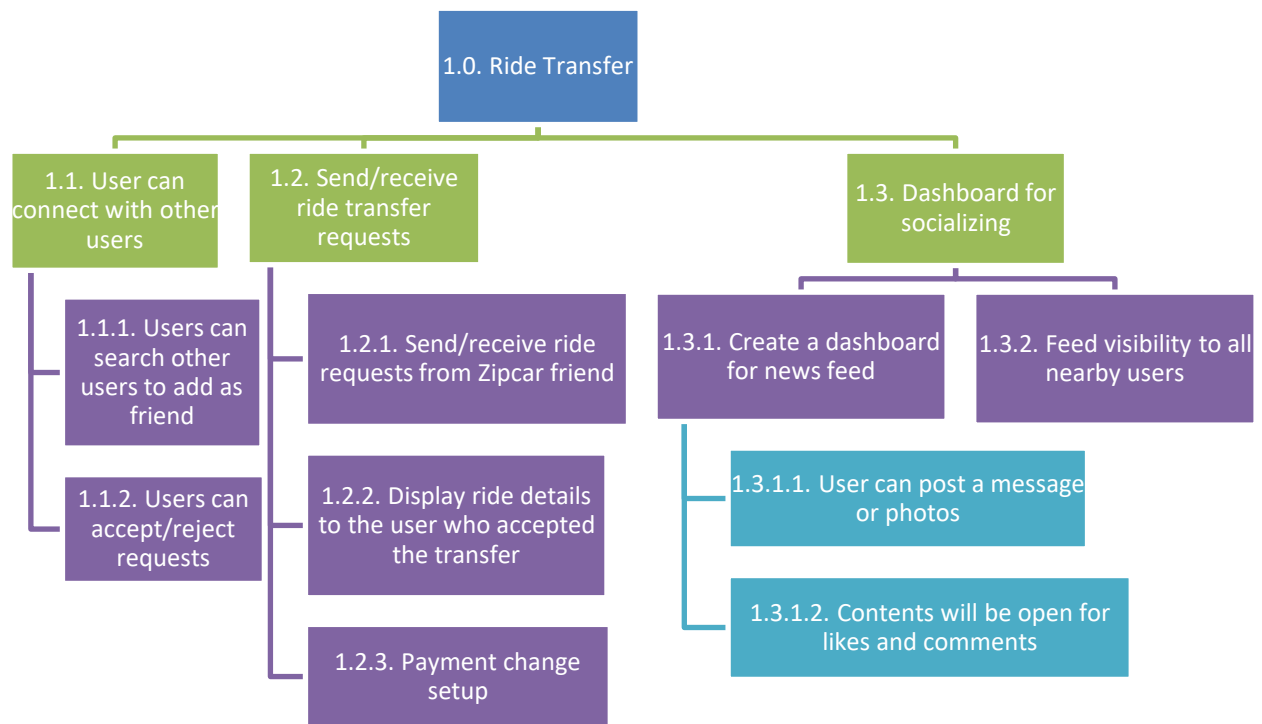 1.0. Ride Transfer
1.1. User can
connect with other
users
1.2. Send/receive
ride transfer
requests
1.3. Dashboard for
socializing
1.1.1. Users can
search other
users to add as
friend
1.1.2. Users can
accept/reject
requests
1.2.1. Send/receive ride
requests from Zipcar friend
1.2.2. Display ride details
to the user who accepted
the transfer
1.2.3. Payment change
setup
1.3.1. Create a dashboard
for news feed
1.3.2. Feed visibility to all
nearby users
1.3.1.1. User can post a message
or photos
1.3.1.2. Contents will be open for
likes and comments